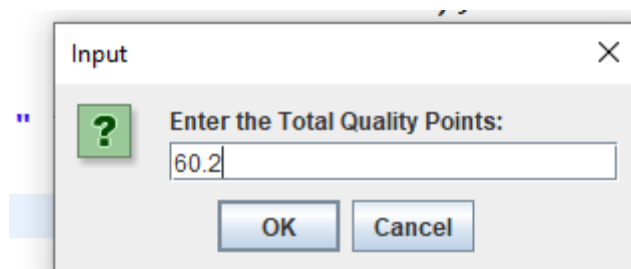 Input
"
?
Enter the Total Quality Points:
60.2
OK
Cancel